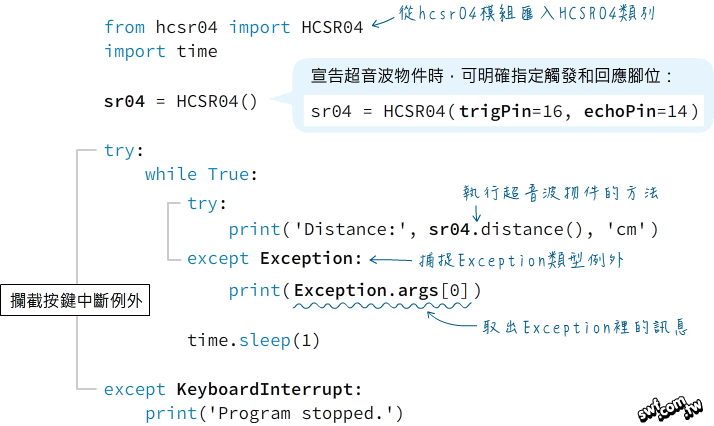 from hcsr04 import HCSR04
從hcsr04模組匯入HCSR04類別
import time
宣告超音波物件時，可明確指定觸發和回應腳位：
sr04 = HCSR04()
sr04 = HCSR04(trigPin=16, echoPin=14)
try:
while True:
執行超音波物件的方法
try:
print('Distance:', sr04.distance(), 'cm')
except Exception:
捕捉Exception類型例外
攔截按鍵中斷例外
print(Exception.args[0])
取出Exception裡的訊息
time.sleep(1)
except KeyboardInterrupt:
print('Program stopped.')
swf.com.tw